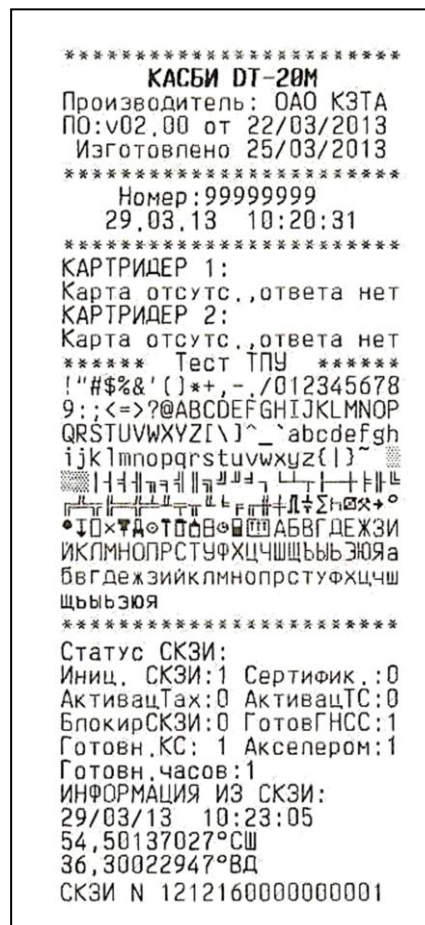 ************************
КАСБИ DT-20M
Производитель: ОАО КЗТА
ПО:v02.00 от 22/03/2013
Изготовлено 25/03/2013
************************
Номер:99999999
29.03.13 10:20:31
************************
КАРТРИДЕР 1:
Карта отсутс.,ответа нет
КАРТРИДЕР 2:
Карта отсутс.,ответа нет
****** Тест ТПУ ******
!"#$%&'()*+,-./012345678
9:;<=>?@ABCDEFGHIJKLMNOP
QRSTUVWXYZ[\]^_`abcdefgh
ijklmnopqrstuvwxyz{|}~
АБВГДЕЖЗИ
ЙКЛМНОПРСТУФХЦЧШЩЬЫЬЭЮЯа
бвгдежзийклмнопрстуфхцчш
щьыьэюя
************************
Статус СКЗИ:
Иниц. СКЗИ:1 Сертифик.:0
АктивацТах:0 АктивацТС:0
БлокирСКЗИ:0 ГотовГНСС:1
Готовн.КС: 1 Акселером:1
Готовн.часов:1
ИНФОРМАЦИЯ ИЗ СКЗИ:
29/03/13 10:23:05
54,50137027°СШ
36,30022947°ВД
СКЗИ N 1212160000000001